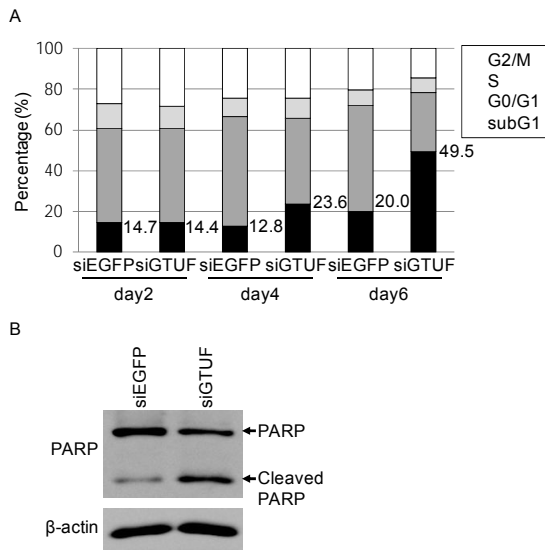 A
Percentage (%)
100
80
60
40
20
0
14.7
14.4
12.8
23.6
20.0
49.5
G2/M
S
G0/G1
subG1
siEGFP siGTUF siEGFP siGTUF siEGFP siGTUF
day2 day4 day6
B
siEGFP siGTUF
PARP
PARP
Cleaved
PARP
β-actin